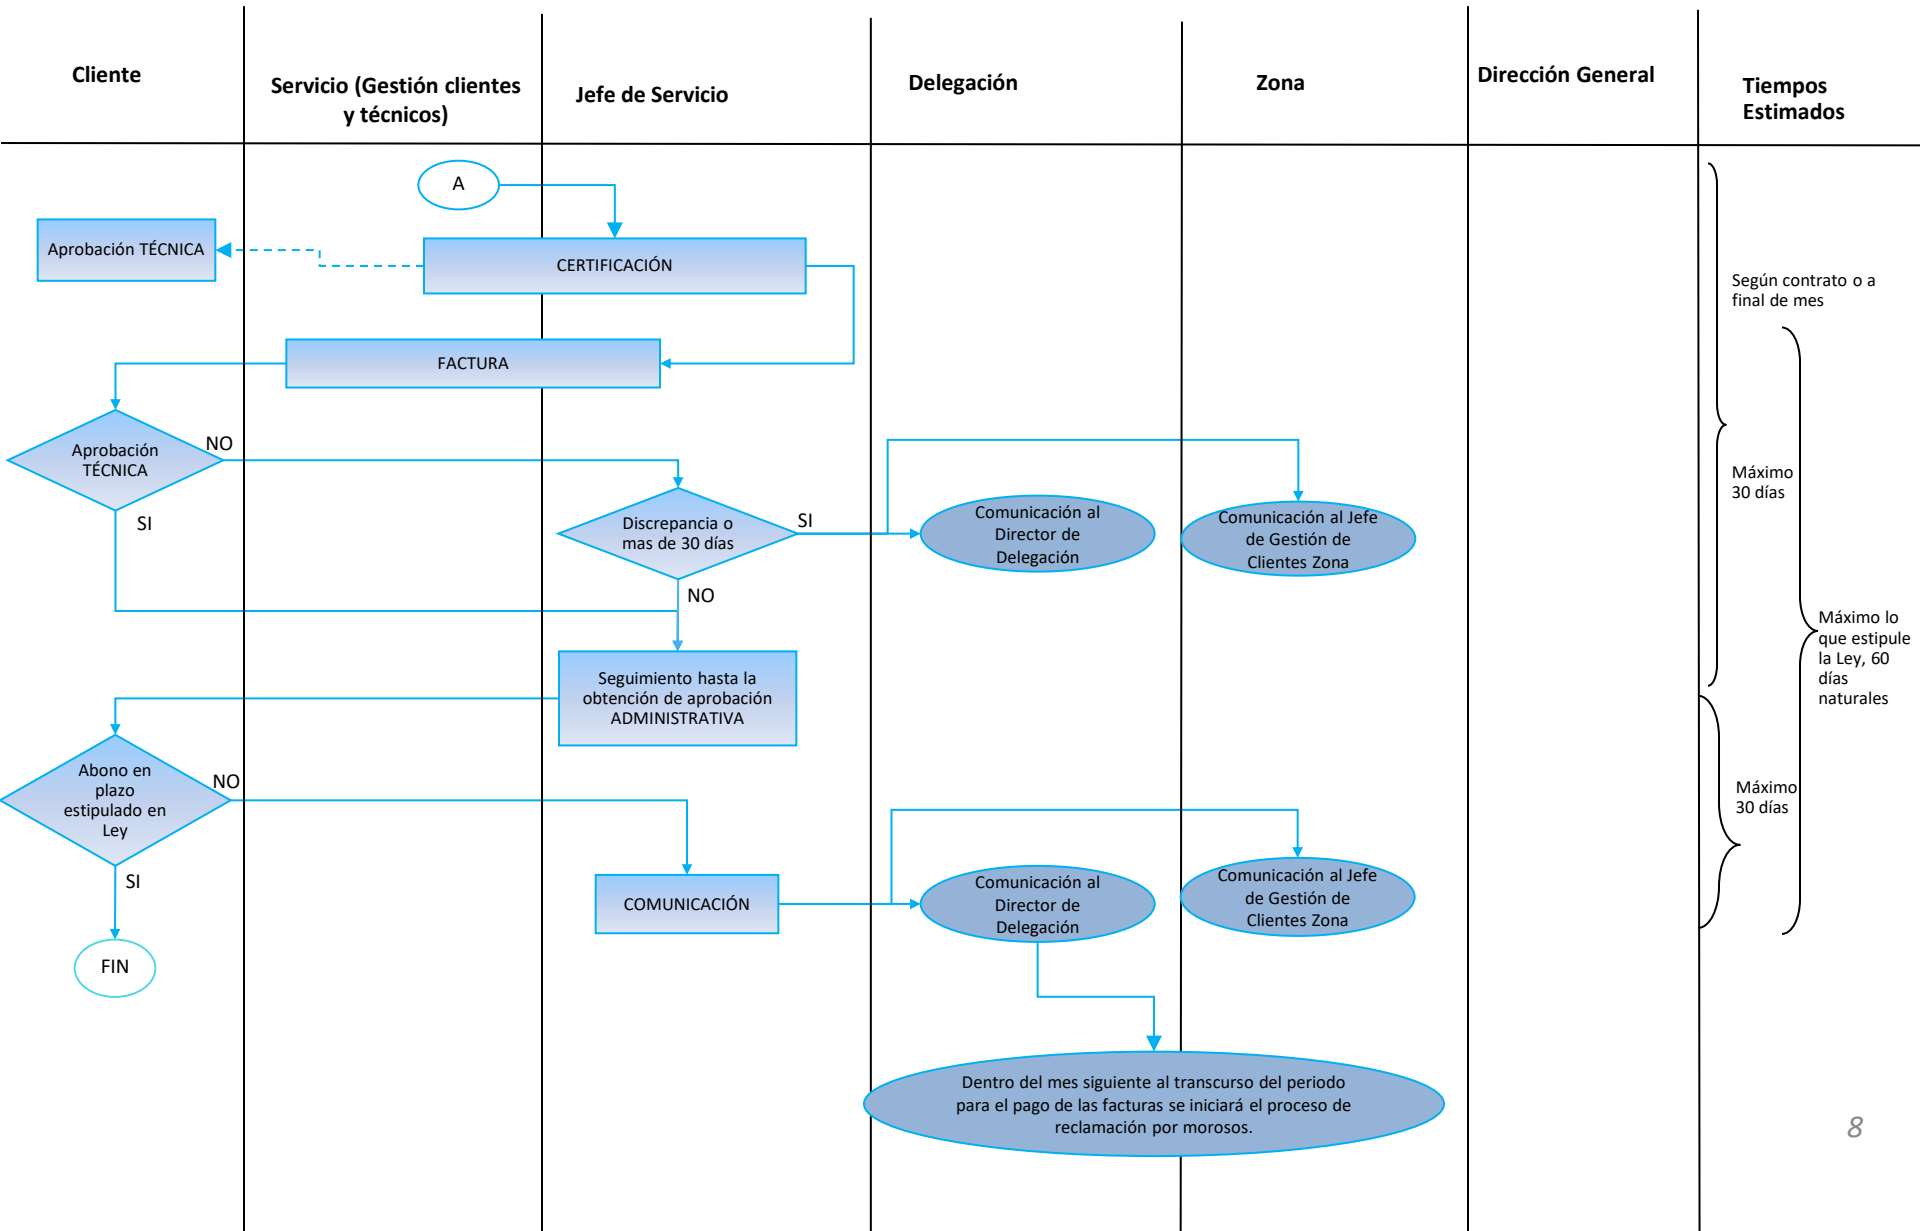 Cliente
Servicio (Gestión clientes
y técnicos)
Jefe de Servicio
Delegación
Zona
Dirección General
Tiempos
Estimados
A
Aprobación TÉCNICA
CERTIFICACIÓN
Según contrato o a
final de mes
FACTURA
Aprobación
TÉCNICA
NO
SI
Discrepancia o
mas de 30 días
SI
NO
Comunicación al
Director de
Delegación
Comunicación al Jefe
de Gestión de
Clientes Zona
Máximo
30 días
Máximo lo
que estipule
la Ley, 60
días
naturales
Seguimiento hasta la
obtención de aprobación
ADMINISTRATIVA
Abono en
plazo
estipulado en
Ley
NO
SI
Máximo
30 días
COMUNICACIÓN
Comunicación al
Director de
Delegación
Comunicación al Jefe
de Gestión de
Clientes Zona
FIN
Dentro del mes siguiente al transcurso del periodo
para el pago de las facturas se iniciará el proceso de
reclamación por morosos.
8